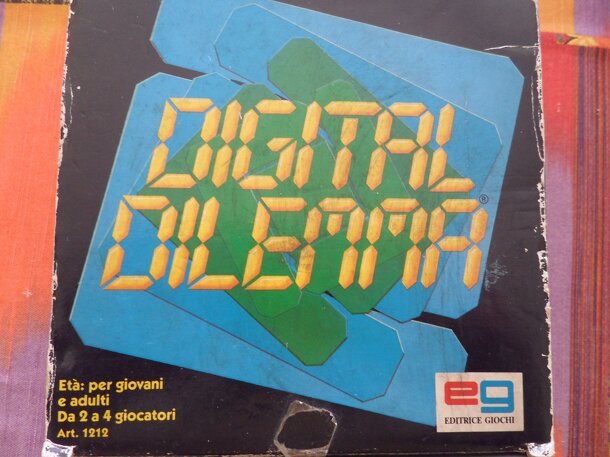 DIGITAL
DILEMMA®
Età: per giovani
e adulti
Da 2 a 4 giocatori
Art. 1212
eg
EDITRICE GIOCHI